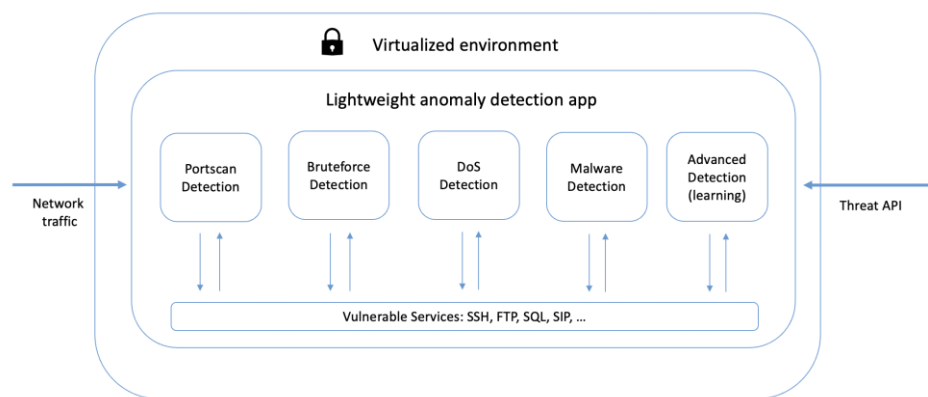 Virtualized environment
Lightweight anomaly detection app
Portscan
Detection
Bruteforce
Detection
DoS
Detection
Malware
Detection
Advanced
Detection
(learning)
Network
traffic
Threat API
Vulnerable Services: SSH, FTP, SQL, SIP, ...